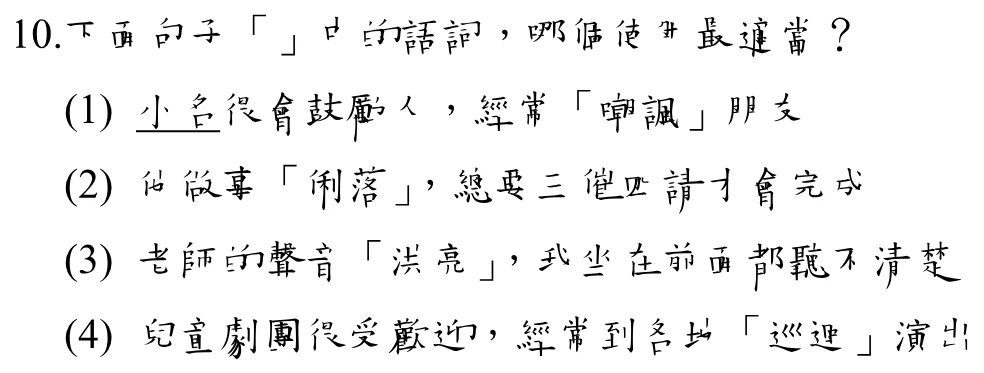 10.下面句子「」中的話詞，哪個使用最適當？
(1) 小名很會鼓勵人，經常「嘲諷」朋友
(2) 他做事「俐落」，總要三催四請才會完成
(3) 老師的聲音「洪亮」，我坐在前面都聽不清楚
(4) 兒童劇團很受歡迎，經常到各地「巡迴」演出